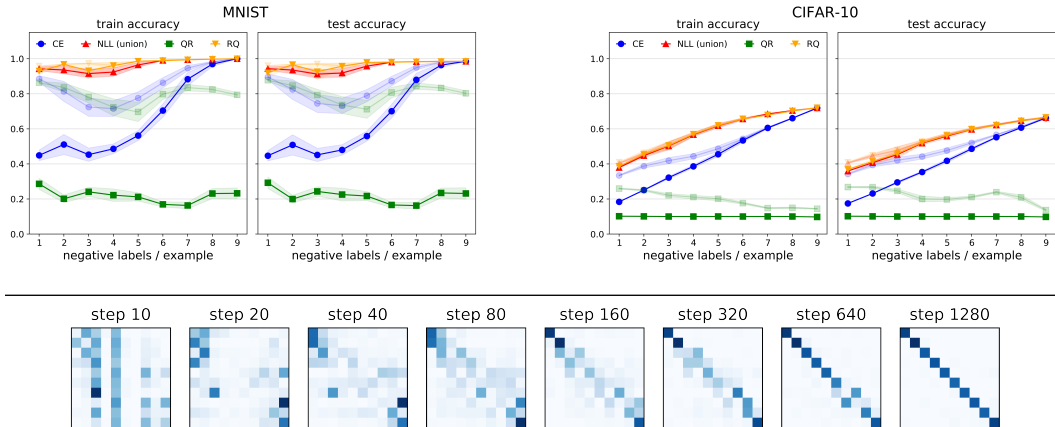 MNIST
train accuracy
test accuracy
CE NLL (union) QR RQ
1.0
0.8
0.6
0.4
0.2
0.0
1 2 3 4 5 6 7 8 9
1 2 3 4 5 6 7 8 9
negative labels / example
negative labels / example
CIFAR-10
train accuracy
test accuracy
CE NLL (union) QR RQ
1.0
0.8
0.6
0.4
0.2
0.0
1 2 3 4 5 6 7 8 9
1 2 3 4 5 6 7 8 9
negative labels / example
negative labels / example
step 10
step 20
step 40
step 80
step 160
step 320
step 640
step 1280